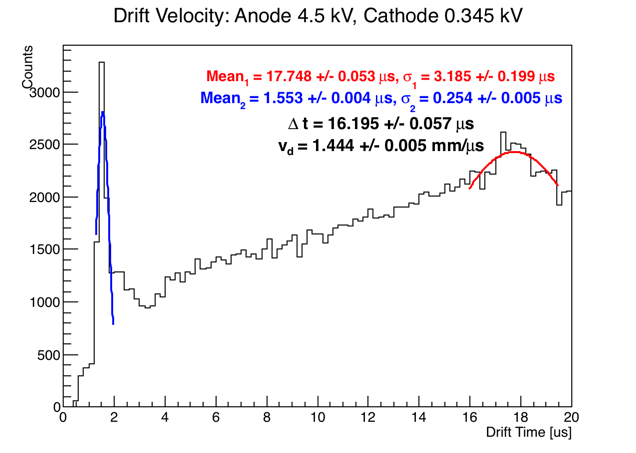 Drift Velocity: Anode 4.5 kV, Cathode 0.345 kV
Counts
Mean1 = 17.748 +/- 0.053 μs, σ1 = 3.185 +/- 0.199 μs
Mean2 = 1.553 +/- 0.004 μs, σ2 = 0.254 +/- 0.005 μs
Δ t = 16.195 +/- 0.057 μs
vd = 1.444 +/- 0.005 mm/μs
3000
2500
2000
1500
1000
500
0
0 2 4 6 8 10 12 14 16 18 20
Drift Time [us]